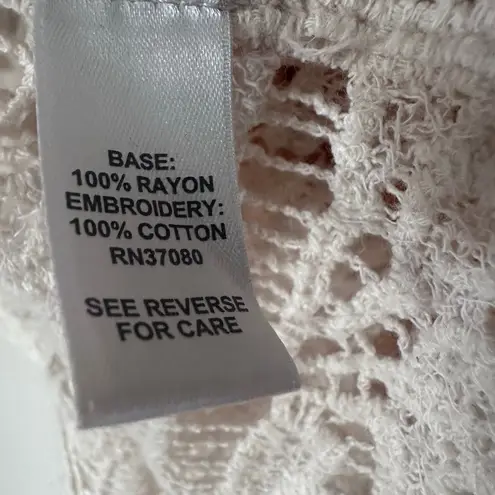 BASE:
100% RAYON
EMBROIDERY:
100% COTTON
RN37080
SEE REVERSE
FOR CARE